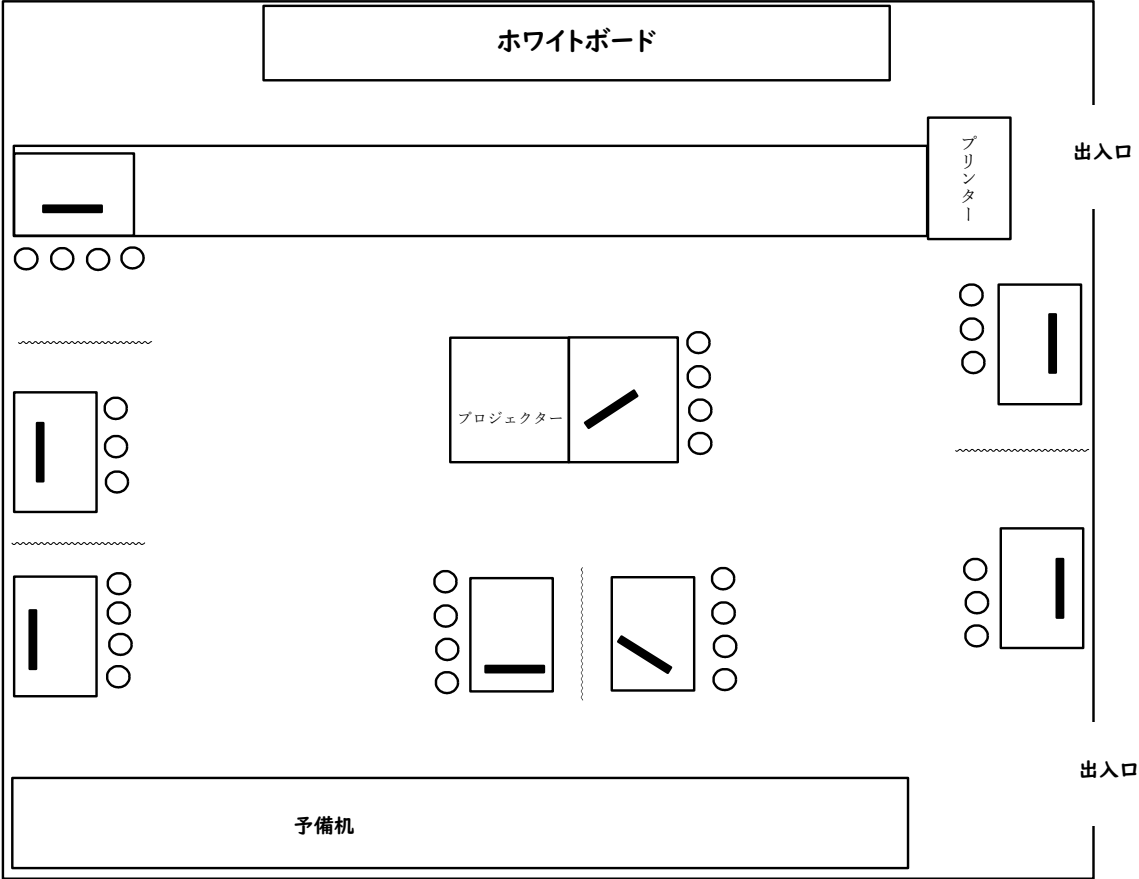 ホワイトボード
プリンター
出入口
プロジェクター
出入口
予備机